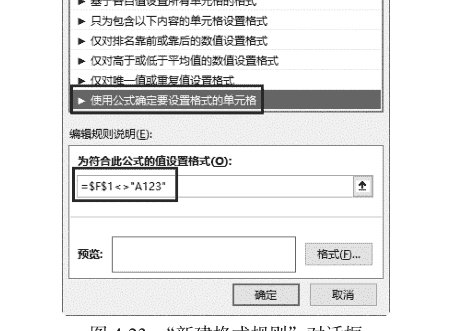 ▶ 基于各自值设置所有单元格的格式
▶ 只为包含以下内容的单元格设置格式
▶ 仅对排名靠前或靠后的数值设置格式
▶ 仅对高于或低于平均值的数值设置格式
▶ 仅对唯一值或重复值设置格式
▶ 使用公式确定要设置格式的单元格
编辑规则说明(E):
为符合此公式的值设置格式(O):
=$F$1<>"A123"
预览:
格式(F)...
确定
取消
“新建格式规则”对话框